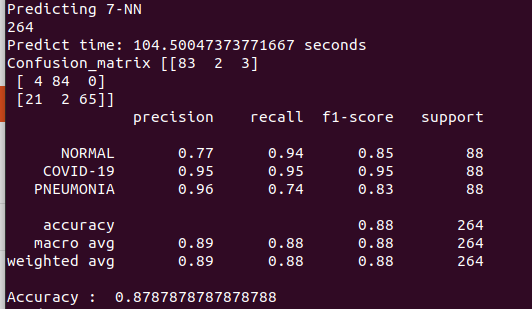 Predicting 7-NN
264
Predict time: 104.50047373771667 seconds
Confusion_matrix [[83  2  3]
 [ 4 84  0]
 [21  2 65]]
              precision    recall  f1-score   support

      NORMAL       0.77      0.94      0.85        88
    COVID-19       0.95      0.95      0.95        88
   PNEUMONIA       0.96      0.74      0.83        88

    accuracy                           0.88       264
   macro avg       0.89      0.88      0.88       264
weighted avg       0.89      0.88      0.88       264

Accuracy :  0.8787878787878788